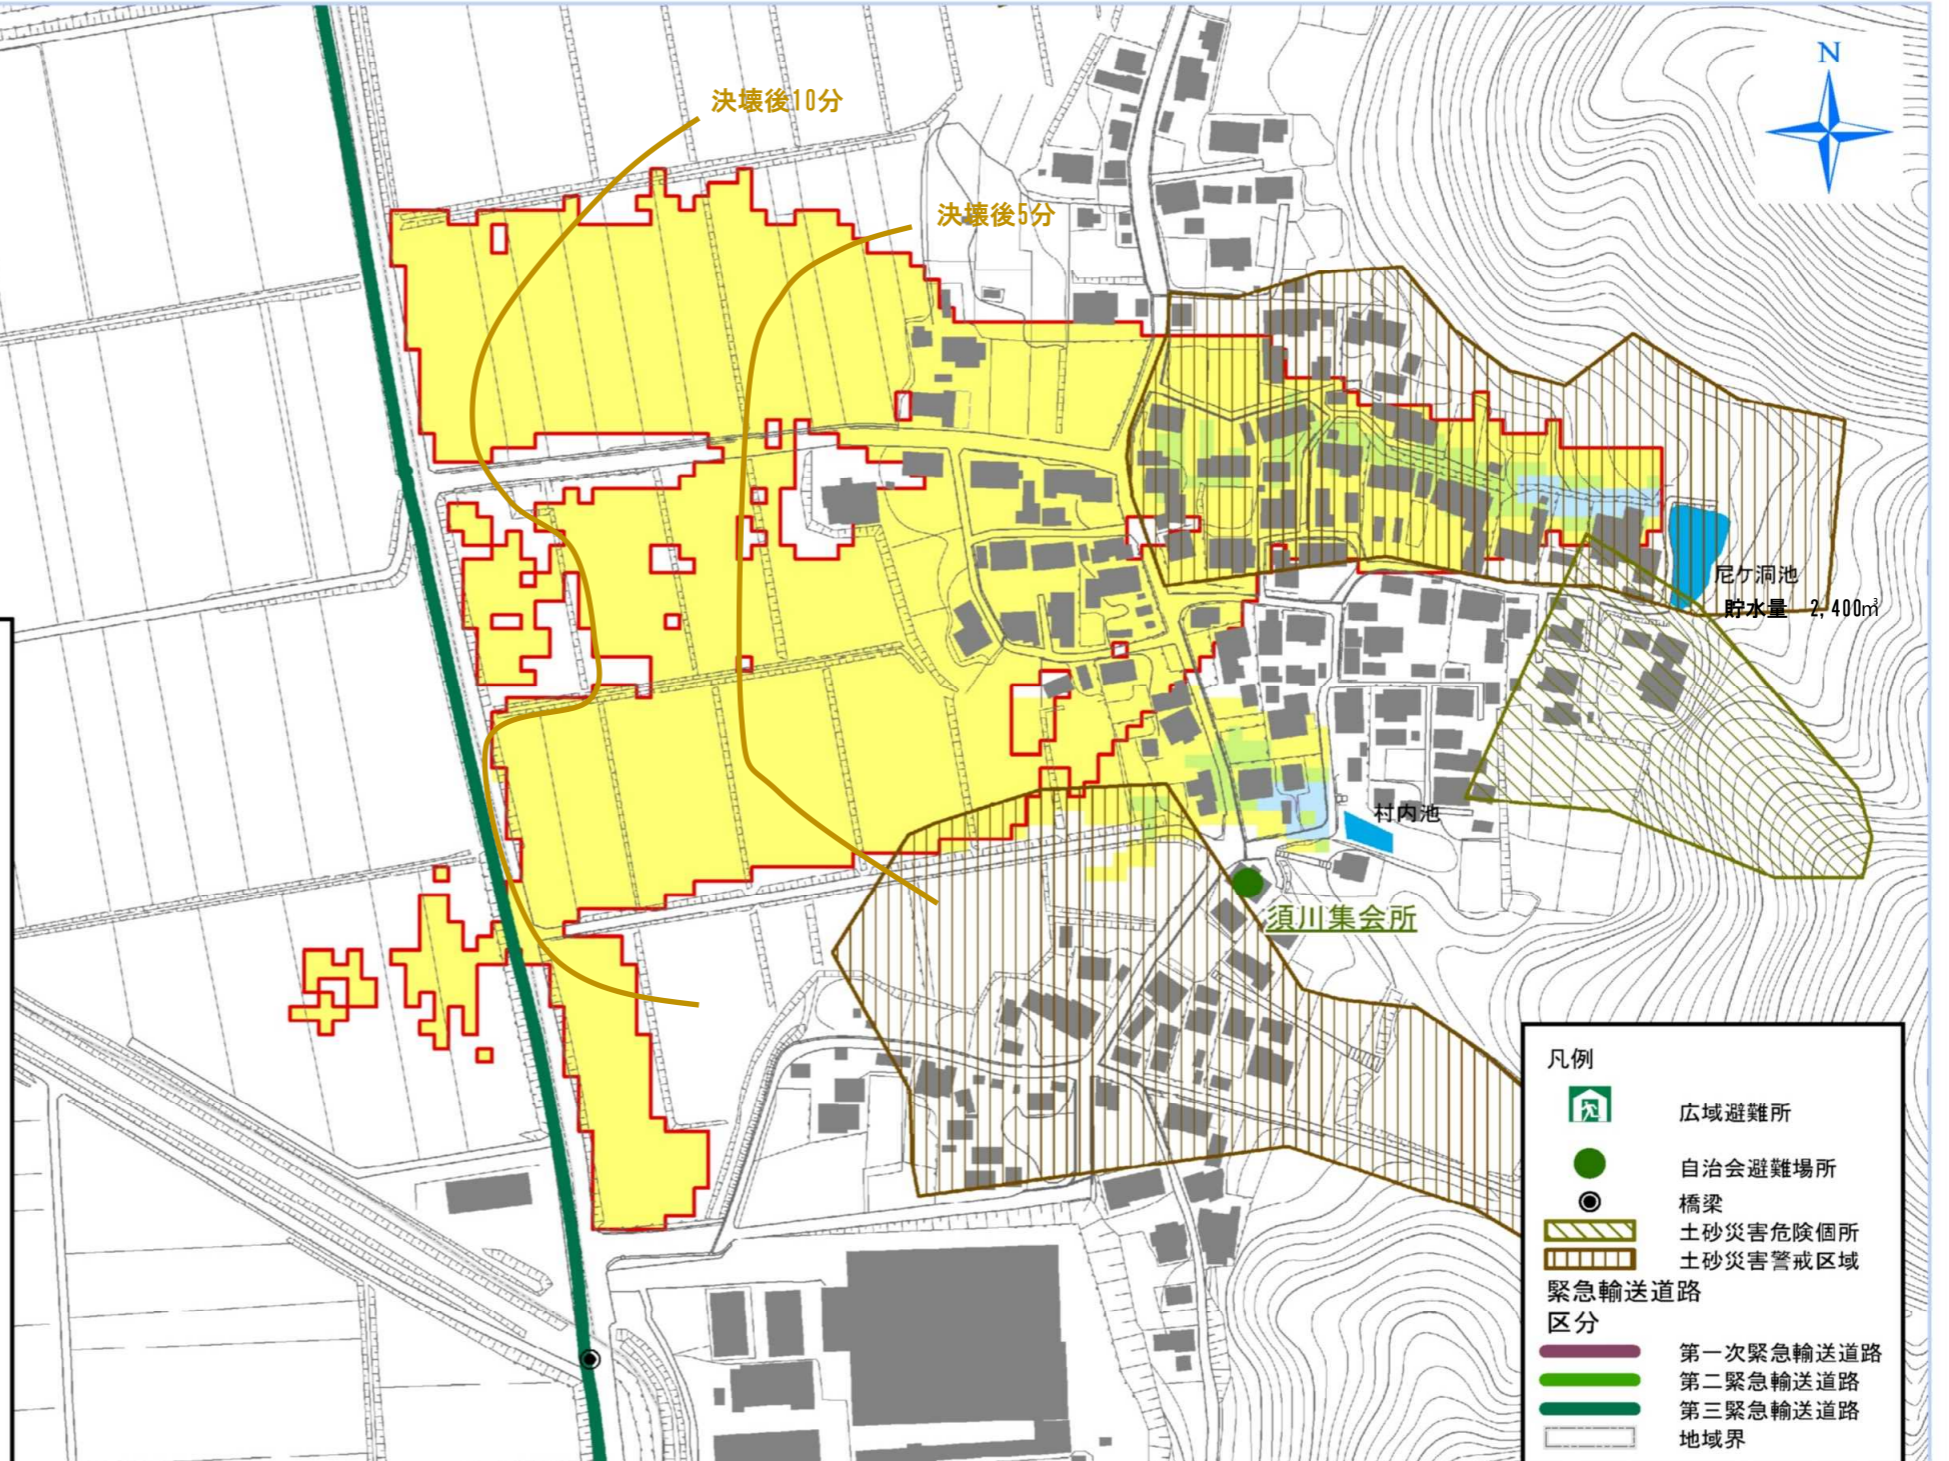 N
決壊後10分
決壊後5分
尼ケ洞池
貯水量 2,400㎥
村内池
須川集会所
凡例
広域避難所
自治会避難場所
橋梁
土砂災害危険個所
土砂災害警戒区域
緊急輸送道路
区分
第一次緊急輸送道路
第二緊急輸送道路
第三緊急輸送道路
地域界